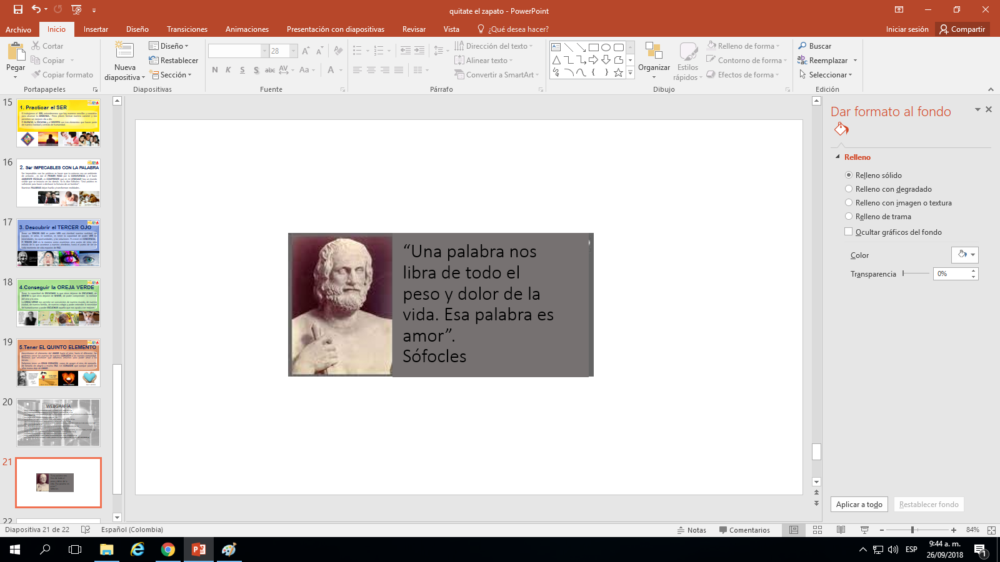 quitate el zapato - PowerPoint
Archivo
Inicio
Insertar
Diseño
Transiciones
Animaciones
Presentación con diapositivas
Revisar
Vista
¿Qué desea hacer?
Iniciar sesión
Compartir
Pegar
Cortar
Copiar
Copiar formato
Portapapeles
Nueva
diapositiva
Diseño
Restablecer
Sección
Diapositivas
28
N K S S abc AV Aa A
Fuente
Dirección del texto
Alinear texto
Convertir a SmartArt
Párrafo
Organizar
Estilos
rápidos
Relleno de forma
Contorno de forma
Efectos de forma
Dibujo
Buscar
Reemplazar
Seleccionar
Edición
15
1. Practicar el SER
16
2. Ser IMPECABLES CON LA PALABRA
17
3. Descubrir el TERCER OJO
18
4.Conseguir la OREJA VERDE
19
5.Tener EL QUINTO ELEMENTO
20
WEBGRAFÍA
21
22
“Una palabra nos
libra de todo el
peso y dolor de la
vida. Esa palabra es
amor”.
Sófocles
Dar formato al fondo
Relleno
Relleno sólido
Relleno con degradado
Relleno con imagen o textura
Relleno de trama
Ocultar gráficos del fondo
Color
Transparencia
0%
Aplicar a todo
Restablecer fondo
Diapositiva 21 de 22
Español (Colombia)
Notas
Comentarios
84%
ESP
9:44 a. m.
26/09/2018
1